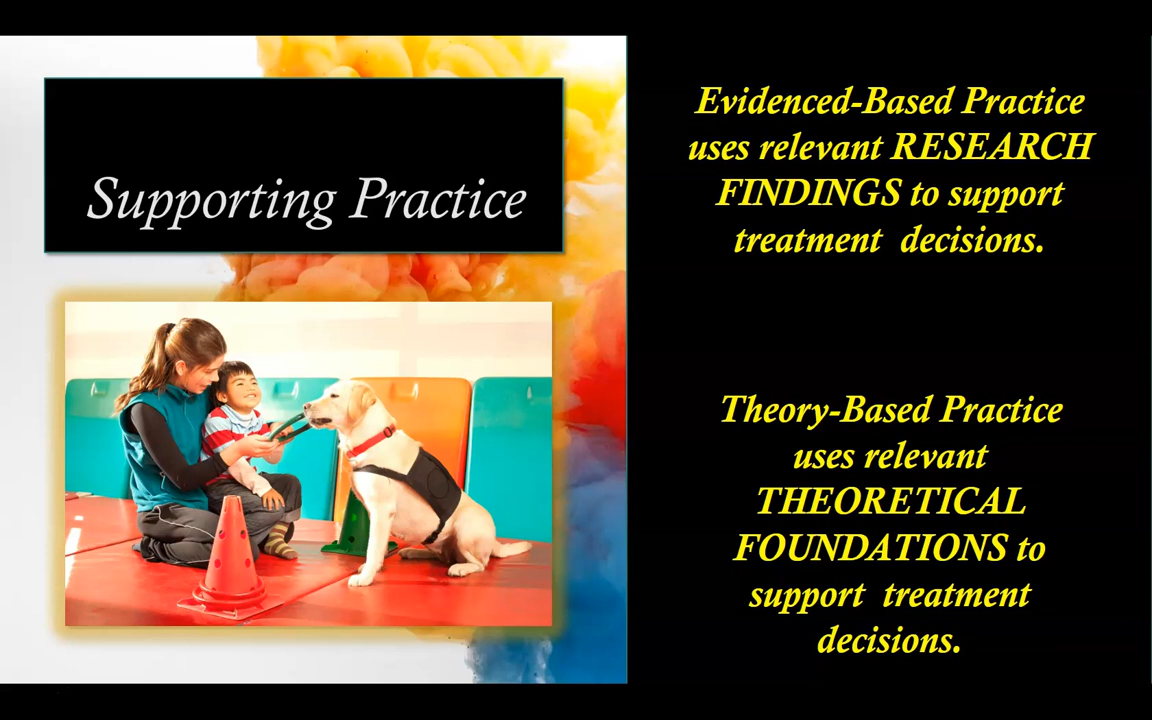 Supporting Practice
Evidenced-Based Practice
uses relevant RESEARCH
FINDINGS to support
treatment decisions.
Theory-Based Practice
uses relevant
THEORETICAL
FOUNDATIONS to
support treatment
decisions.